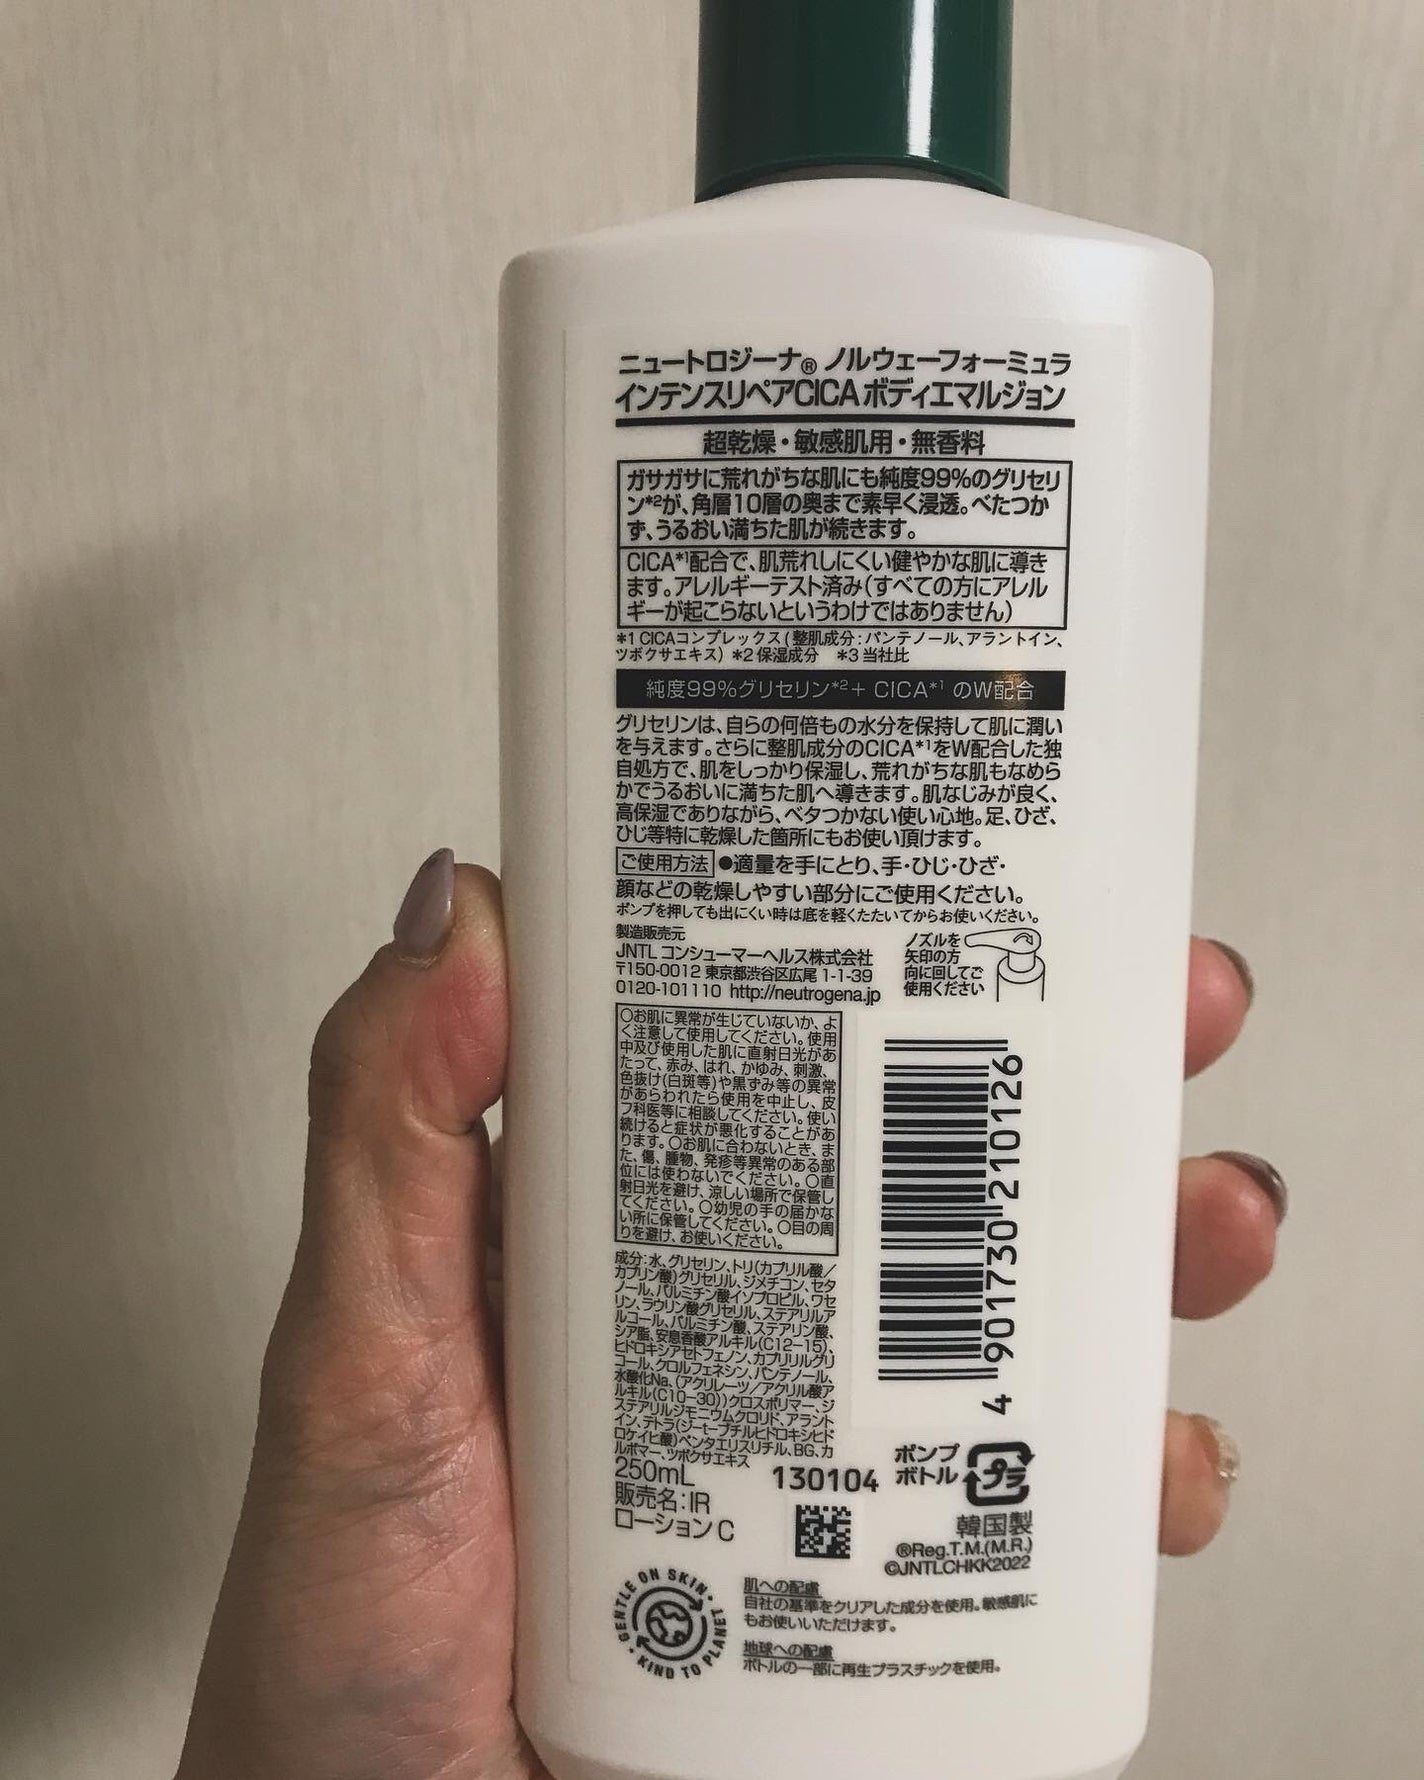 ニュートロジーナ® ノルウェーフォーミュラ
インテンスリペアCICAボディエマルジョン
超乾燥・敏感肌用・無香料
ガサガサに荒れがちな肌にも純度99%のグリセリ
ン*2が、角層10層の奥まで素早く浸透。べたつか
ず、うるおい満ちた肌が続きます。
CICA*1配合で、肌荒れしにくい健やかな肌に導き
ます。アレルギーテスト済み(すべての方にアレル
ギーが起こらないというわけではありません)
*1 CICAコンプレックス(整肌成分:パンテノール、アラントイン、
ツボクサエキス) *2 保湿成分 *3 当社比
純度99%グリセリン*2+ CICA*1 のW配合
グリセリンは、自らの何倍もの水分を保持して肌に潤い
を与えます。さらに整肌成分のCICA*1をW配合した独
自処方で、肌をしっかり保湿し、荒れがちな肌もなめら
かでうるおいに満ちた肌へ導きます。肌なじみが良く、
高保湿でありながら、ベタつかない使い心地。足、ひざ、
ひじ等特に乾燥した箇所にもお使い頂けます。
ご使用方法 ●適量を手にとり、手・ひじ・ひざ・
顔などの乾燥しやすい部分にご使用ください。
ポンプを押しても出にくい時は底を軽くたたいてからお使いください。
製造販売元
JNTL コンシューマーヘルス株式会社
〒150-0012 東京都渋谷区広尾 1-1-39
0120-101110 http://neutrogena.jp
ノズルを
矢印の方
向に回してご
使用ください
○お肌に異常が生じていないか、よ
く注意して使用してください。使用
中及び使用した肌に直射日光があ
たって、赤み、はれ、かゆみ、刺激、
色抜け(白斑等)や黒ずみ等の異常
があらわれたら使用を中止し、皮
フ科医等に相談してください。使い
続けると症状が悪化することがあ
ります。○お肌に合わないとき、ま
た、傷、腫物、発疹等異常のある部
位には使わないでください。○直
射日光を避け、涼しい場所で保管し
てください。○幼児の手の届かな
い所に保管してください。○目の周
りを避け、お使いください。
成分:水、グリセリン、トリ(カプリル酸/
カプリン酸)グリセリル、ジメチコン、セタ
ノール、パルミチン酸イソプロピル、ワセ
リン、ラウリン酸グリセリル、ステアリルア
ルコール、パルミチン酸、ステアリン酸、
シア脂、安息香酸アルキル(C12-15)、
ヒドロキシアセトフェノン、カプリリルグリ
コール、クロルフェネシン、パンテノール、
水酸化Na、(アクリレーツ/アクリル酸ア
ルキル(C10-30))クロスポリマー、ジ
ステアリルジモニウムクロリド、アラント
イン、テトラ(ジ-t-ブチルヒドロキシヒド
ロケイヒ酸)ペンタエリスリチル、BG、カ
ルボマー、ツボクサエキス
250mL
販売名:IR
ローション C
4 901730 210126
130104
ポンプ
ボトル
プラ
韓国製
®Reg.T.M.(M.R.)
©JNTLCHKK2022
GENTLE ON SKIN · KIND TO PLANET ·
肌への配慮
自社の基準をクリアした成分を使用。敏感肌に
もお使いいただけます。
地球への配慮
ボトルの一部に再生プラスチックを使用。